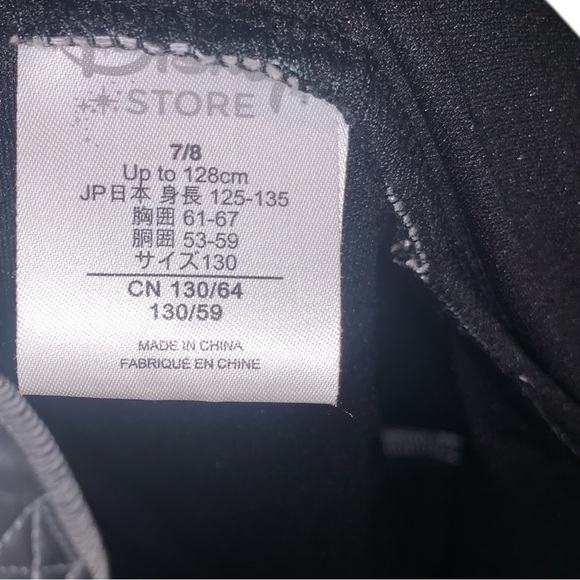 Disney
STORE
7/8
Up to 128cm
JP日本 身長 125-135
胸囲 61-67
胴囲 53-59
サイズ130
CN 130/64
130/59
MADE IN CHINA
FABRIQUÉ EN CHINE